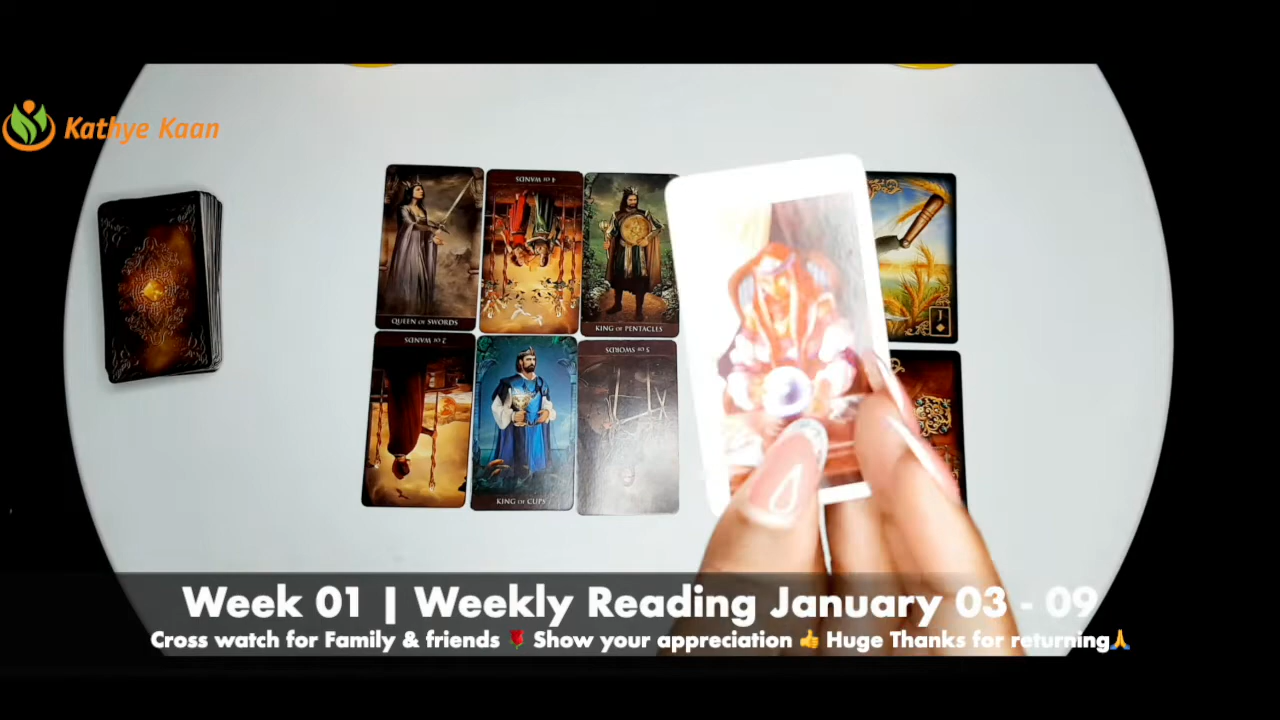 Kathye Kaan
4 OF WANDS
QUEEN OF SWORDS
KING OF PENTACLES
J
2 OF WANDS
5 OF SWORDS
KING OF CUPS
Week 01 | Weekly Reading January 03 - 09
Cross watch for Family & friends 🌹 Show your appreciation 👍 Huge Thanks for returning🙏